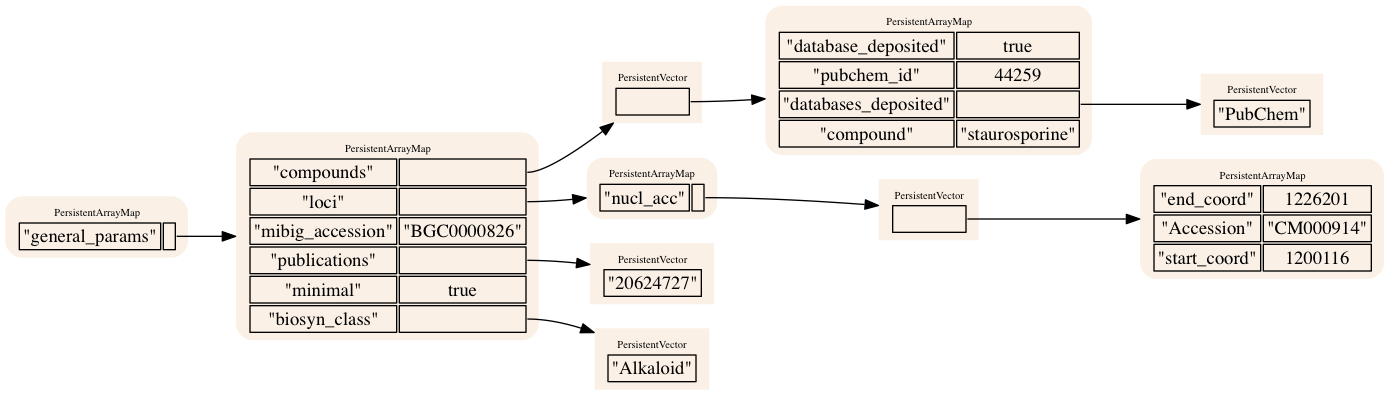 PersistentArrayMap
"general_params"
PersistentArrayMap
"compounds"
"loci"
"mibig_accession" "BGC0000826"
"publications"
"minimal" true
"biosyn_class"
PersistentVector
PersistentArrayMap
"database_deposited" true
"pubchem_id" 44259
"databases_deposited"
"compound" "staurosporine"
PersistentVector
"PubChem"
PersistentArrayMap
"nucl_acc"
PersistentVector
PersistentArrayMap
"end_coord" 1226201
"Accession" "CM000914"
"start_coord" 1200116
PersistentVector
"20624727"
PersistentVector
"Alkaloid"